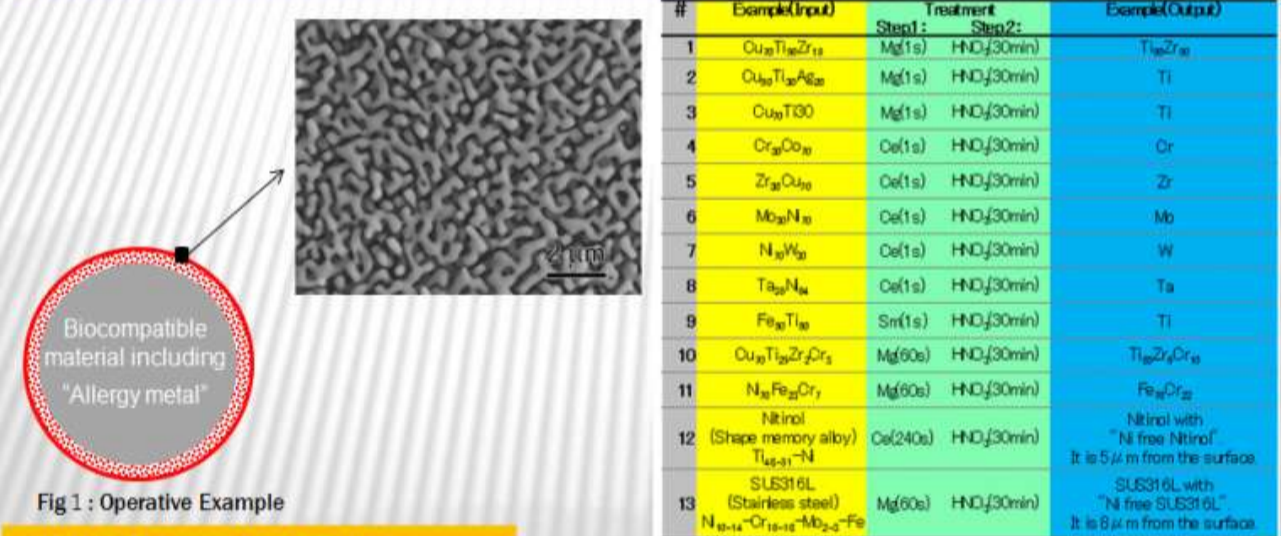 2 μm
Biocompatible
material including
"Allergy metal"
Fig 1 : Operative Example
# Example(Input) Treatment Example(Output)
Step1: Step2:
1 Mg(1s) HNO₃(30min)
2 Mg(1s) HNO₃(30min) Ti
3 Cu₇₀Ti30 Mg(1s) HNO₃(30min) Ti
4 Cr₃₀Co₇₀ Ce(1s) HNO₃(30min) Cr
5 Zr₃₀Cu₇₀ Ce(1s) HNO₃(30min) Zr
6 Mo₃₀Ni₇₀ Ce(1s) HNO₃(30min) Mo
7 Ni₇₀W₃₀ Ce(1s) HNO₃(30min) W
8 Ce(1s) HNO₃(30min) Ta
9 Sm(1s) HNO₃(30min) Ti
10 Mg(60s) HNO₃(30min)
11 Mg(60s) HNO₃(30min)
12 Nitinol
(Shape memory alloy)
Ce(240s) HNO₃(30min) Nitinol with
"Ni free Nitinol".
It is 5μm from the surface.
13 SUS316L
(Stainless steel)
Mg(60s) HNO₃(30min) SUS316L with
"Ni free SUS316L".
It is 8μm from the surface.